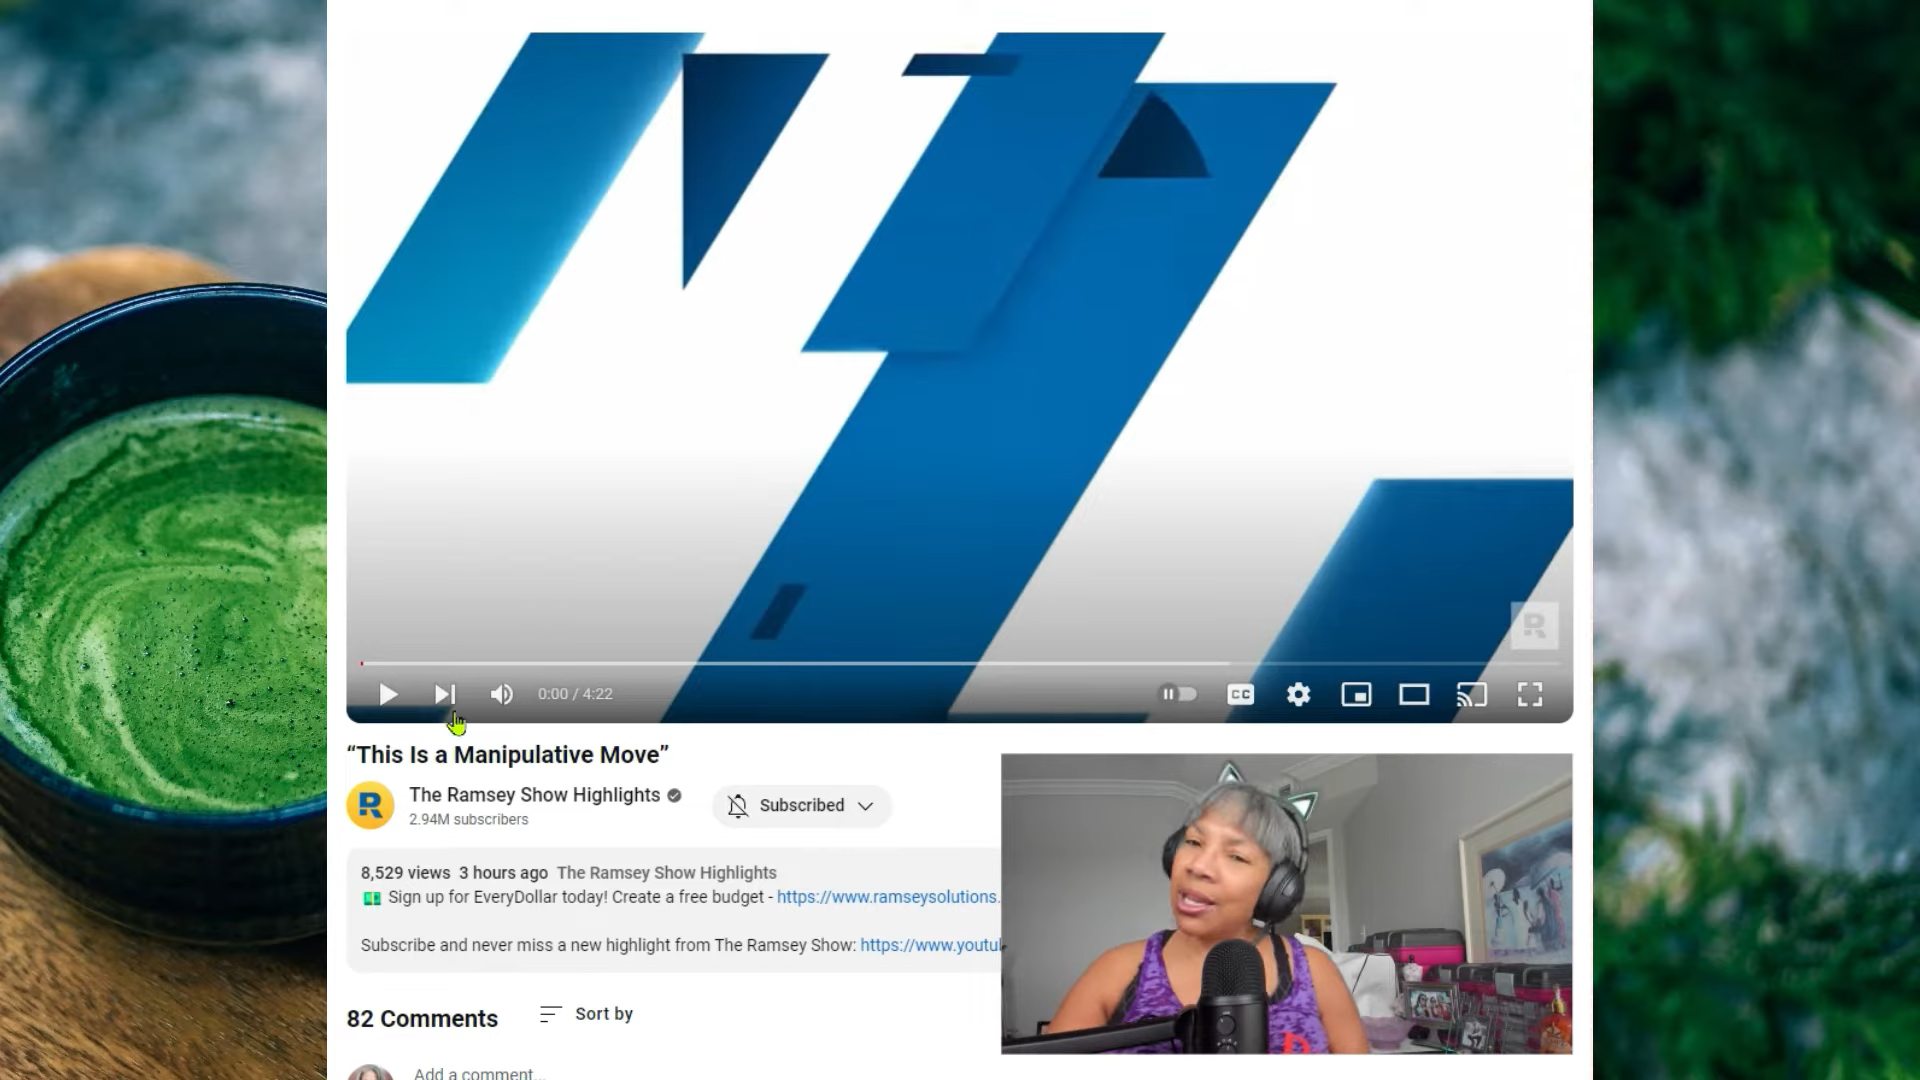 R
CC
0:00 / 4:22
“This Is a Manipulative Move”
R
The Ramsey Show Highlights
2.94M subscribers
Subscribed
8,529 views 3 hours ago The Ramsey Show Highlights
Sign up for EveryDollar today! Create a free budget - https://www.ramseysolutions.
Subscribe and never miss a new highlight from The Ramsey Show: https://www.youtu
82 Comments
Sort by
Add a comment...